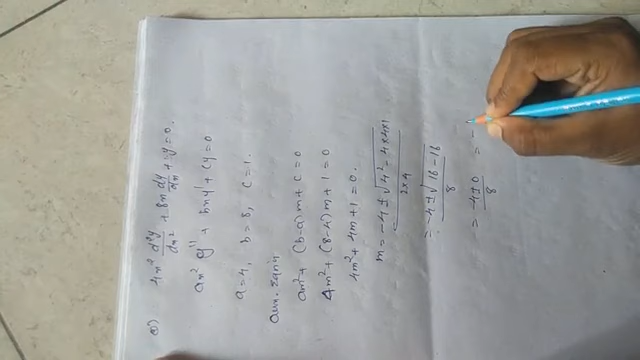 a) 4x² d²y/dx² + 8x dy/dx + y = 0.
ax² y'' + bxy' + cy = 0
a = 4, b = 8, c = 1.
aux. eqn's
am² + (b-a)m + c = 0
4m² + (8-4)m + 1 = 0
4m² + 4m + 1 = 0.
m = -4 ± √4² - 4×4×1 / 2×4
= -4 ± √16 - 16 / 8
= -4 ± 0 / 8 = -